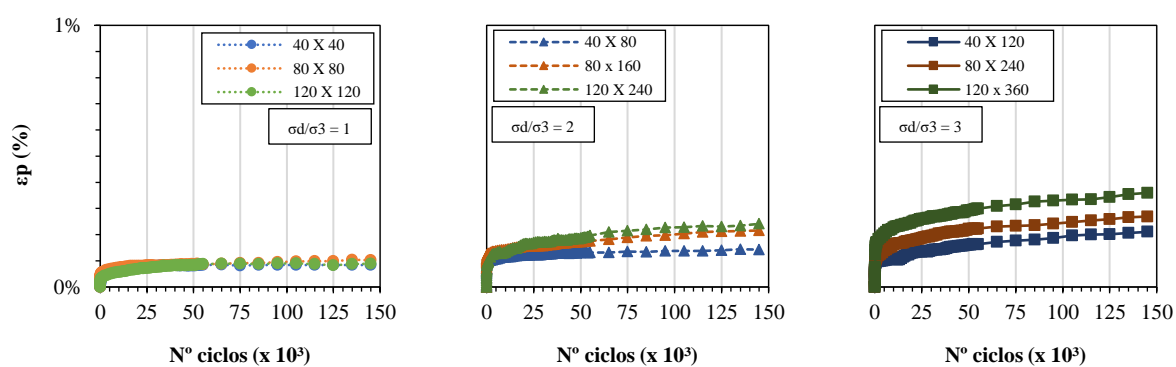 1%
0%
εp (%)
40 X 40
80 X 80
120 X 120
σd/σ3 = 1
0 25 50 75 100 125 150
Nº ciclos (x 10³)
40 X 80
80 x 160
120 X 240
σd/σ3 = 2
0 25 50 75 100 125 150
Nº ciclos (x 10³)
40 X 120
80 X 240
120 x 360
σd/σ3 = 3
0 25 50 75 100 125 150
Nº ciclos (x 10³)